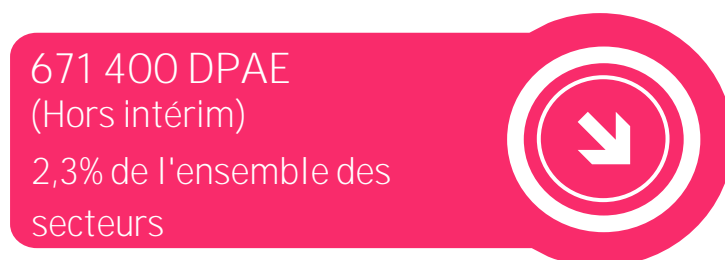 671 400 DPAE
(Hors intérim)
2,3% de l'ensemble des
secteurs